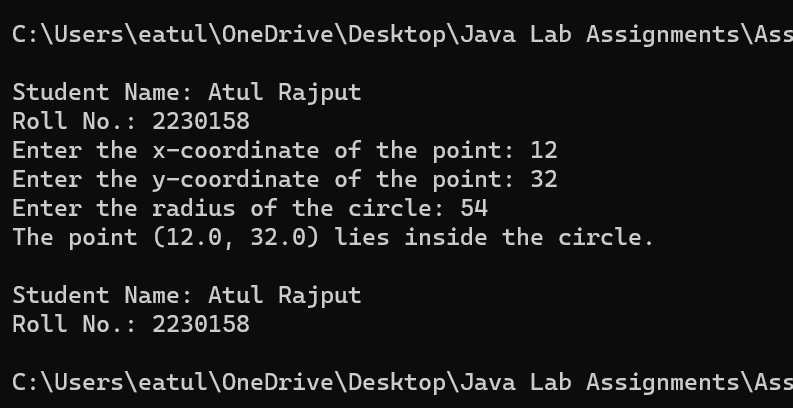 C:\Users\eatul\OneDrive\Desktop\Java Lab Assignments\Ass
Student Name: Atul Rajput
Roll No.: 2230158
Enter the x-coordinate of the point: 12
Enter the y-coordinate of the point: 32
Enter the radius of the circle: 54
The point (12.0, 32.0) lies inside the circle.
Student Name: Atul Rajput
Roll No.: 2230158
C:\Users\eatul\OneDrive\Desktop\Java Lab Assignments\Ass